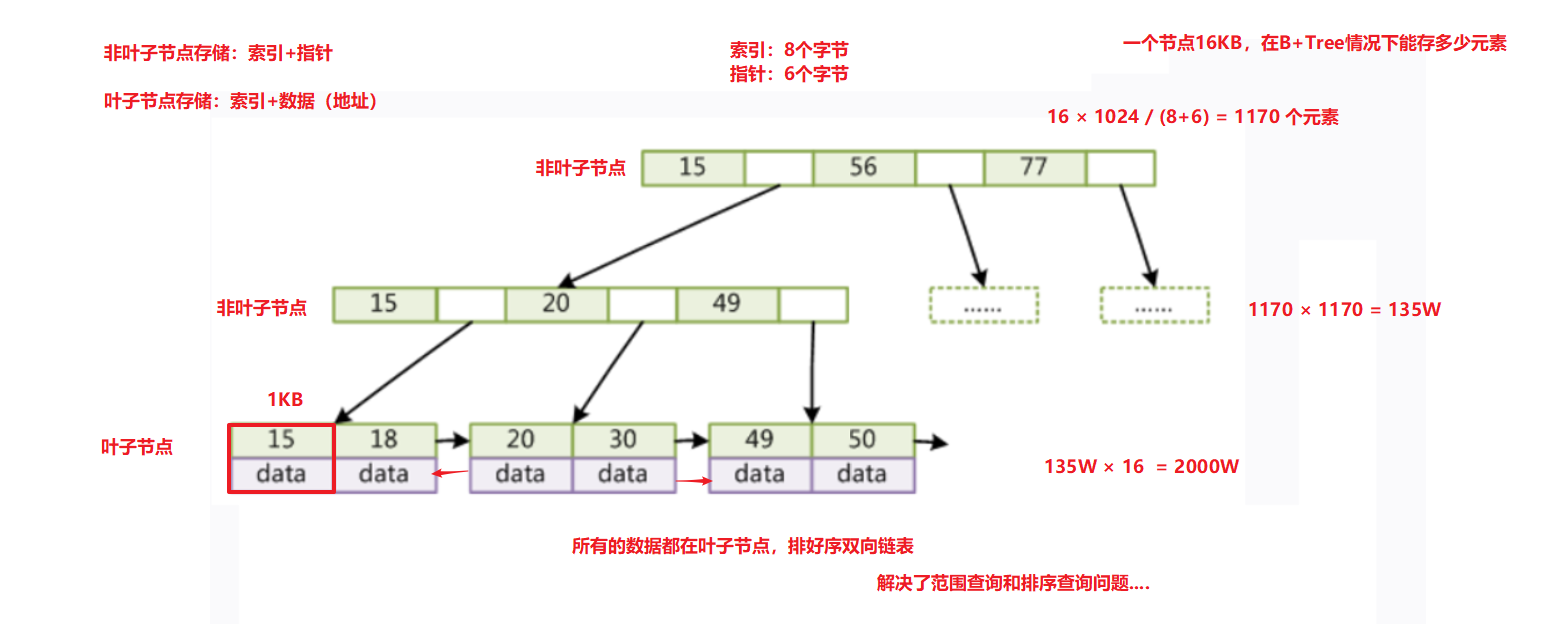 非叶子节点存储：索引+指针
索引：8个字节
一个节点16KB，在B+Tree情况下能存多少元素
指针：6个字节
叶子节点存储：索引+数据（地址）
16 × 1024 / (8+6) = 1170 个元素
非叶子节点 15 56 77
非叶子节点 15 20 49 ...... ...... 1170 × 1170 = 135W
1KB
叶子节点 15 18 20 30 49 50
data data data data data data 135W × 16 = 2000W
所有的数据都在叶子节点，排好序双向链表
解决了范围查询和排序查询问题....